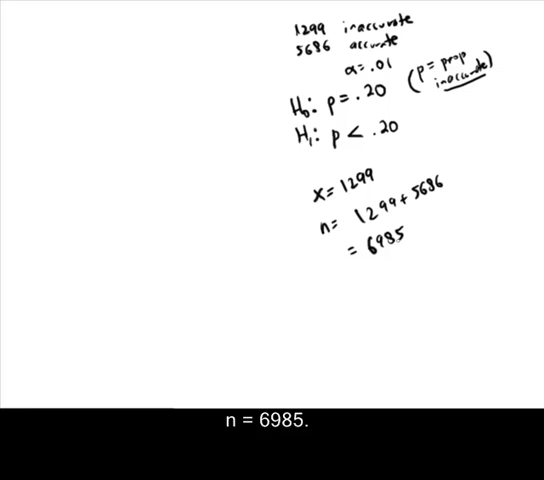 1299 inaccurate
5686 accurate
α = .01
H₀: p = .20 (p = prop inaccurate)
H₁: p < .20
x = 1299
n = 1299 + 5686
= 6985
n = 6985.